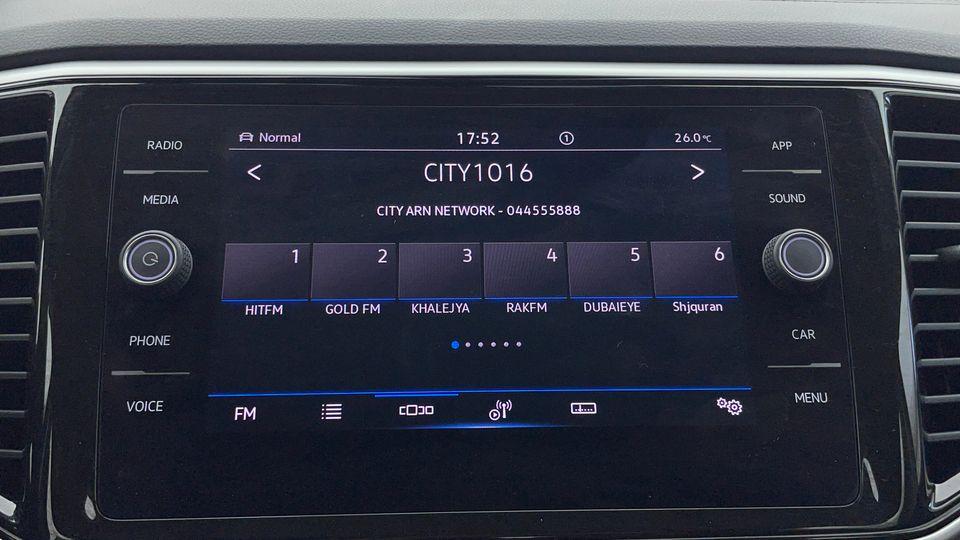 RADIO
MEDIA
PHONE
VOICE
Normal 17:52 1 26.0°C
< CITY1016 >
CITY ARN NETWORK - 044555888
1 2 3 4 5 6
HITFM GOLD FM KHALEJYA RAKFM DUBAIEYE Shjquran
FM
APP
SOUND
CAR
MENU